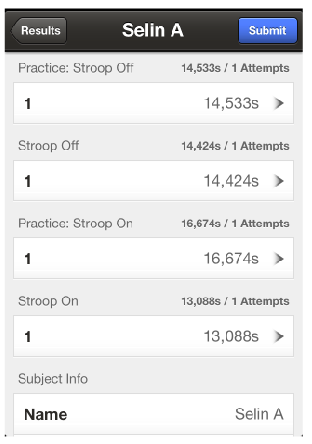 Results Selin A Submit
Practice: Stroop Off 14,533s / 1 Attempts
1 14,533s
Stroop Off 14,424s / 1 Attempts
1 14,424s
Practice: Stroop On 16,674s / 1 Attempts
1 16,674s
Stroop On 13,088s / 1 Attempts
1 13,088s
Subject Info
Name Selin A